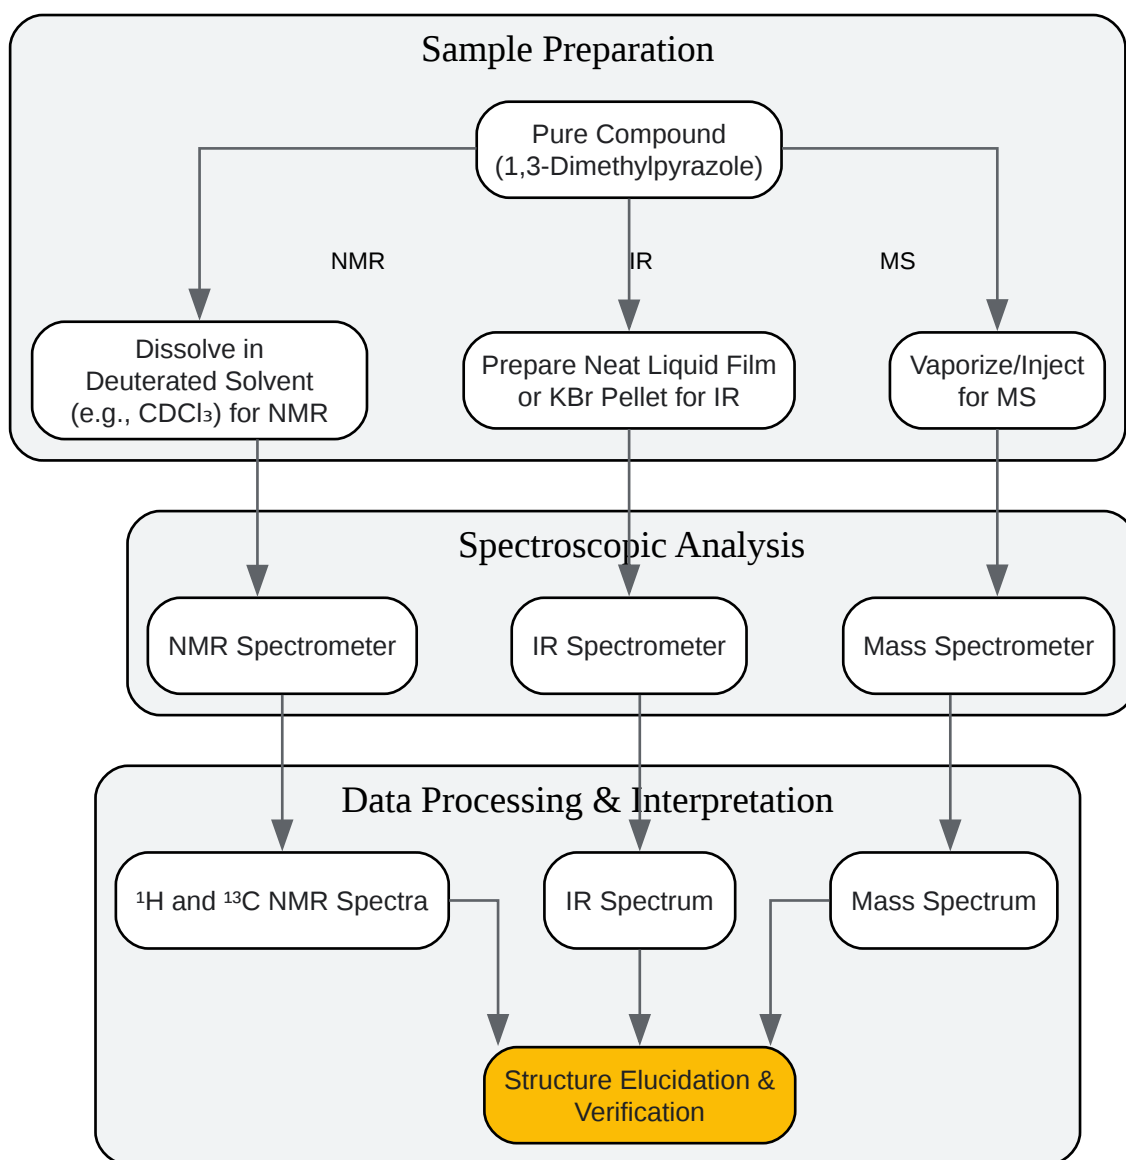 Sample Preparation
Pure Compound
(1,3-Dimethylpyrazole)
NMR
IR
MS
Dissolve in
Deuterated Solvent
(e.g., CDCl₃) for NMR
Prepare Neat Liquid Film
or KBr Pellet for IR
Vaporize/Inject
for MS
Spectroscopic Analysis
NMR Spectrometer
IR Spectrometer
Mass Spectrometer
Data Processing & Interpretation
¹H and ¹³C NMR Spectra
IR Spectrum
Mass Spectrum
Structure Elucidation &
Verification